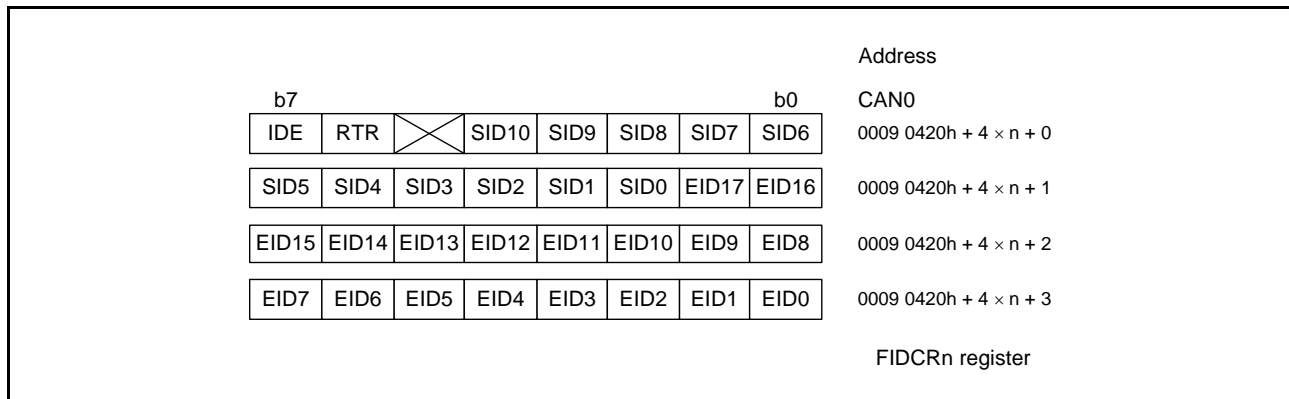 Address
b7 b0 CAN0
IDE RTR SID10 SID9 SID8 SID7 SID6 0009 0420h + 4 × n + 0
SID5 SID4 SID3 SID2 SID1 SID0 EID17 EID16 0009 0420h + 4 × n + 1
EID15 EID14 EID13 EID12 EID11 EID10 EID9 EID8 0009 0420h + 4 × n + 2
EID7 EID6 EID5 EID4 EID3 EID2 EID1 EID0 0009 0420h + 4 × n + 3
FIDCRn register